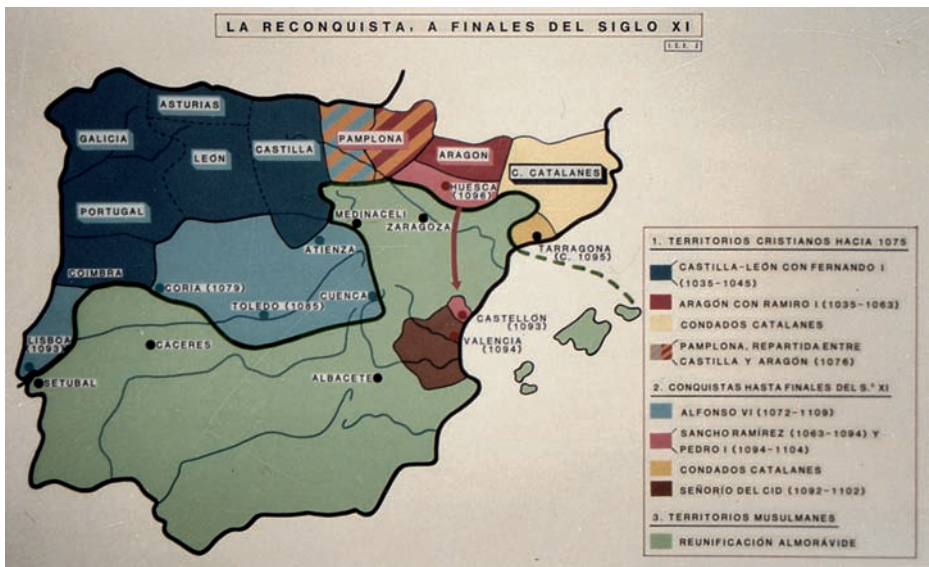 LA RECONQUISTA, A FINALES DEL SIGLO XI
ASTURIAS
GALICIA
LEÓN
CASTILLA
PAMPLONA
ARAGON
C. CATALANES
HUESCA
(1096)
PORTUGAL
MEDINACELI
ZARAGOZA
ATIENZA
TARRAGONA
(C. 1095)
COIMBRA
CORIA (1079)
TOLEDO (1085)
CUENCA
CASTELLÓN
(1093)
VALENCIA
(1094)
LISBOA
(1093)
CÁCERES
SETUBAL
ALBACETE
1. TERRITORIOS CRISTIANOS HACIA 1075
CASTILLA-LEÓN CON FERNANDO I
(1035-1045)
ARAGÓN CON RAMIRO I (1035-1063)
CONDADOS CATALANES
PAMPLONA, REPARTIDA ENTRE
CASTILLA Y ARAGÓN (1076)
2. CONQUISTAS HASTA FINALES DEL S.º XI
ALFONSO VI (1072-1109)
SANCHO RAMÍREZ (1063-1094) Y
PEDRO I (1094-1104)
CONDADOS CATALANES
SEÑORÍO DEL CID (1092-1102)
3. TERRITORIOS MUSULMANES
REUNIFICACIÓN ALMORÁVIDE